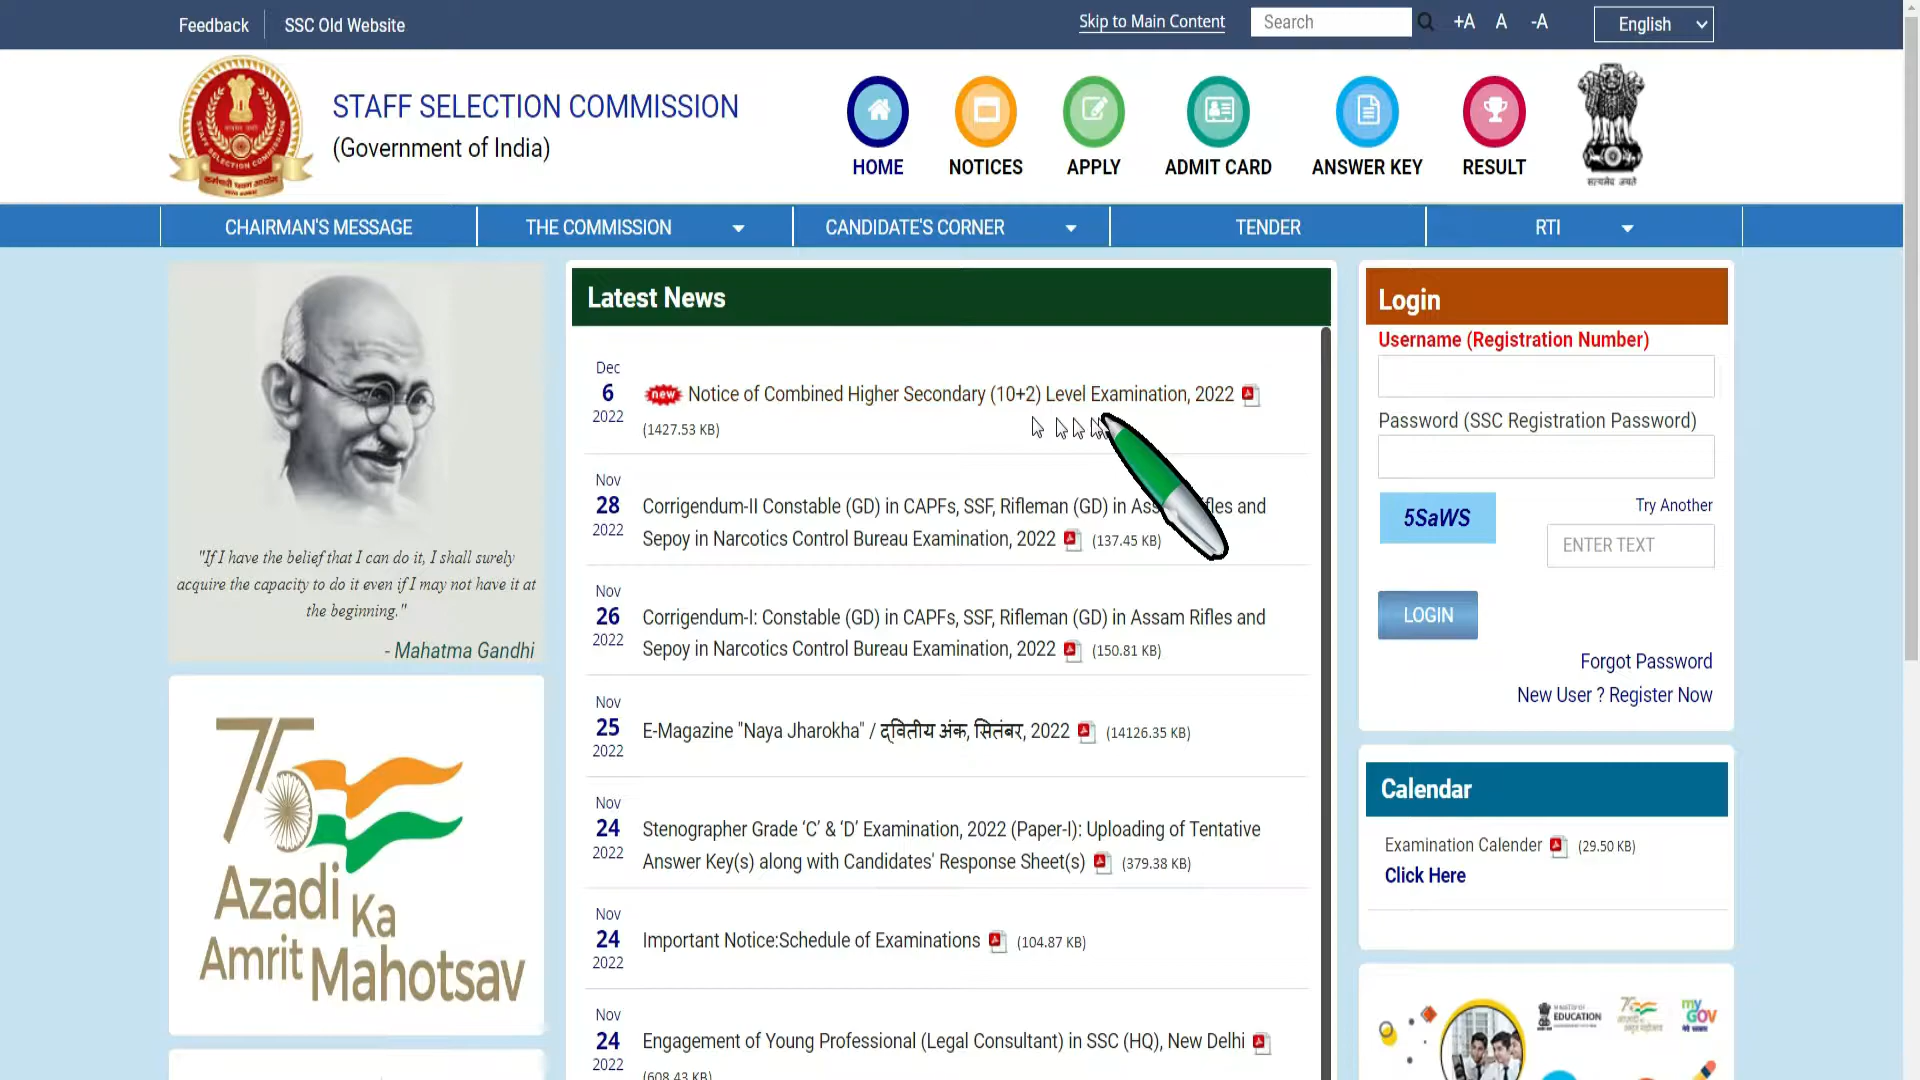 Feedback
SSC Old Website
Skip to Main Content
Search
+A A -A
English
STAFF SELECTION COMMISSION
(Government of India)
HOME
NOTICES
APPLY
ADMIT CARD
ANSWER KEY
RESULT
सत्यमेव जयते
CHAIRMAN'S MESSAGE
THE COMMISSION
CANDIDATE'S CORNER
TENDER
RTI
"If I have the belief that I can do it, I shall surely
acquire the capacity to do it even if I may not have it at
the beginning."
- Mahatma Gandhi
75
Azadi Ka
Amrit Mahotsav
Latest News
Dec
6
2022
new Notice of Combined Higher Secondary (10+2) Level Examination, 2022
(1427.53 KB)
Nov
28
2022
Corrigendum-II Constable (GD) in CAPFs, SSF, Rifleman (GD) in and
Sepoy in Narcotics Control Bureau Examination, 2022 (137.45 KB)
Nov
26
2022
Corrigendum-I: Constable (GD) in CAPFs, SSF, Rifleman (GD) in Assam Rifles and
Sepoy in Narcotics Control Bureau Examination, 2022 (150.81 KB)
Nov
25
2022
E-Magazine "Naya Jharokha" / द्वितीय अंक, सितंबर, 2022 (14126.35 KB)
Nov
24
2022
Stenographer Grade ‘C’ & ‘D’ Examination, 2022 (Paper-I): Uploading of Tentative
Answer Key(s) along with Candidates' Response Sheet(s) (379.38 KB)
Nov
24
2022
Important Notice:Schedule of Examinations (104.87 KB)
Nov
24
2022
Engagement of Young Professional (Legal Consultant) in SSC (HQ), New Delhi
(608.43 KB)
Login
Username (Registration Number)
Password (SSC Registration Password)
5SaWS
Try Another
ENTER TEXT
LOGIN
Forgot Password
New User ? Register Now
Calendar
Examination Calender (29.50 KB)
Click Here
EDUCATION
my
GOV